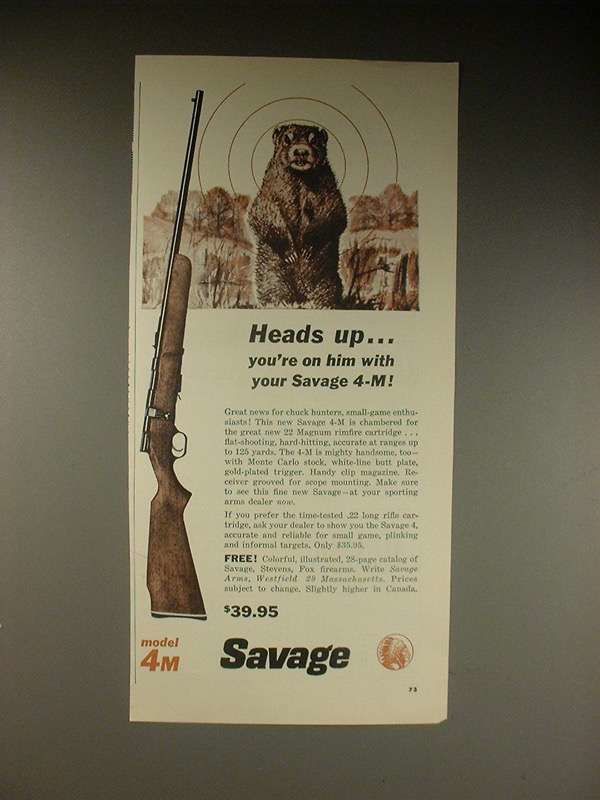 Heads up...
you're on him with
your Savage 4-M!
Great news for chuck hunters, small-game enthu-
siasts! This new Savage 4-M is chambered for
the great new 22 Magnum rimfire cartridge . . .
flat-shooting, hard-hitting, accurate at ranges up
to 125 yards. The 4-M is mighty handsome, too—
with Monte Carlo stock, white-line butt plate,
gold-plated trigger. Handy clip magazine. Re-
ceiver grooved for scope mounting. Make sure
to see this fine new Savage—at your sporting
arms dealer now.
If you prefer the time-tested .22 long rifle car-
tridge, ask your dealer to show you the Savage 4,
accurate and reliable for small game, plinking
and informal targets. Only $35.95.
FREE! Colorful, illustrated, 28-page catalog of
Savage, Stevens, Fox firearms. Write Savage
Arms, Westfield 29 Massachusetts. Prices
subject to change. Slightly higher in Canada.
$39.95
model
4M
Savage
73